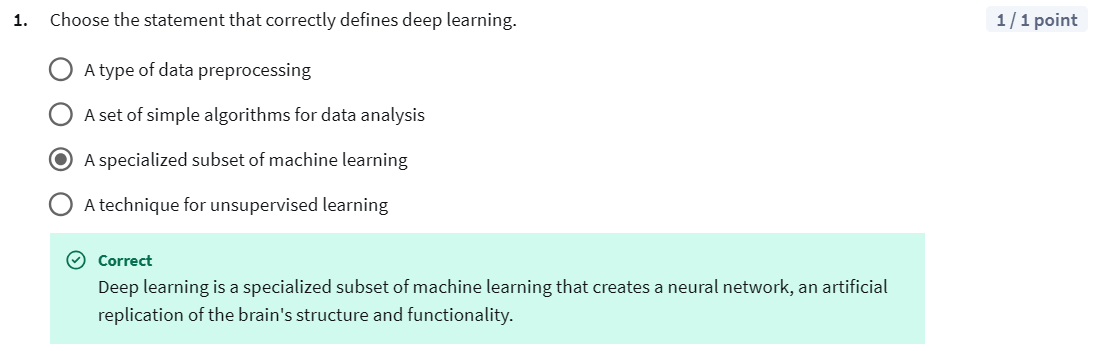 1. Choose the statement that correctly defines deep learning. 1 / 1 point
A type of data preprocessing
A set of simple algorithms for data analysis
A specialized subset of machine learning
A technique for unsupervised learning
Correct
Deep learning is a specialized subset of machine learning that creates a neural network, an artificial
replication of the brain's structure and functionality.